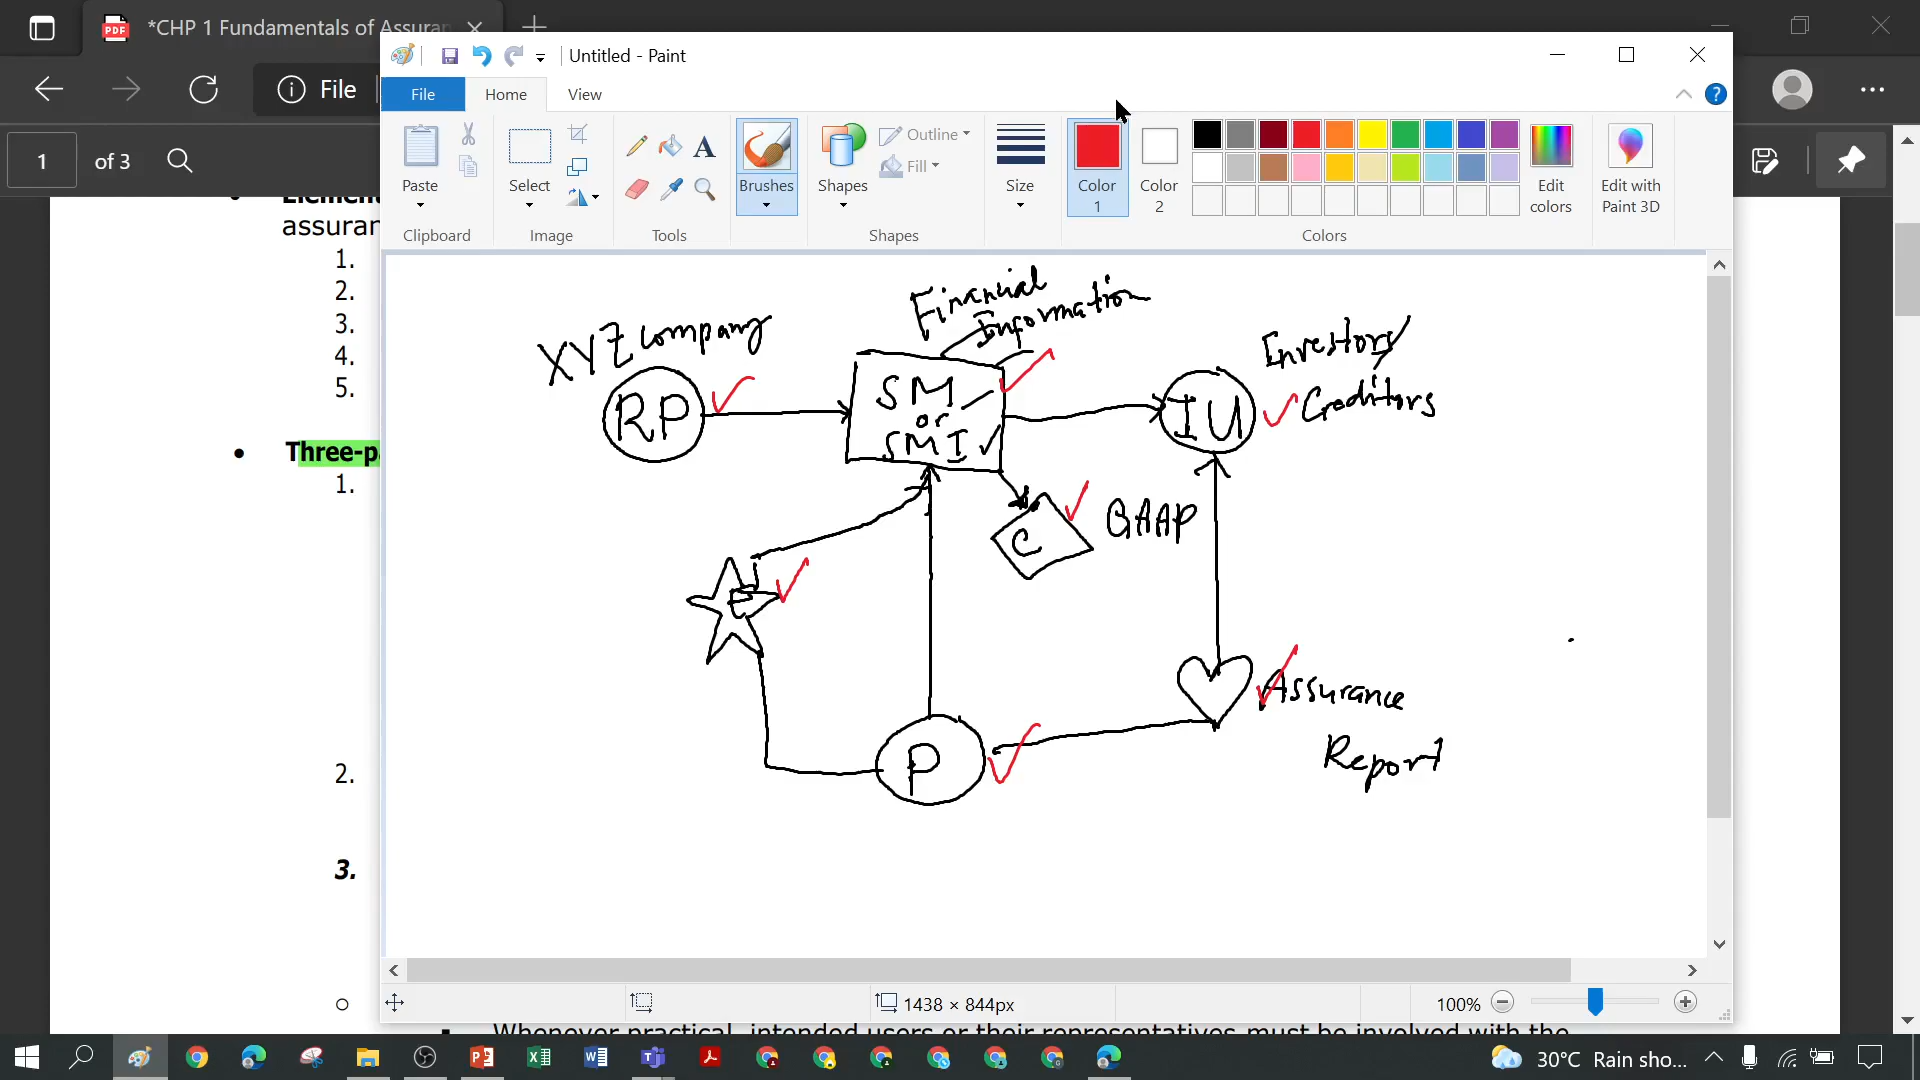 *CHP 1 Fundamentals of Assuran
Untitled - Paint
File
File
Home
View
1
of 3
Paste
Select
Brushes
Shapes
Outline
Fill
Size
Color
1
Color
2
Edit
colors
Edit with
Paint 3D
Clipboard
Image
Tools
Shapes
Colors
assuran
1.
2.
3.
4.
5.
Three-pa
1.
2.
3.
XYZ company
Financial
Information
Investors
Creditors
RP
SM
or
SMI
IU
C
GAAP
E
Assurance
Report
P
1438 × 844px
100%
Whenever practical, intended users or their representatives must be involved with the
30°C Rain sho...